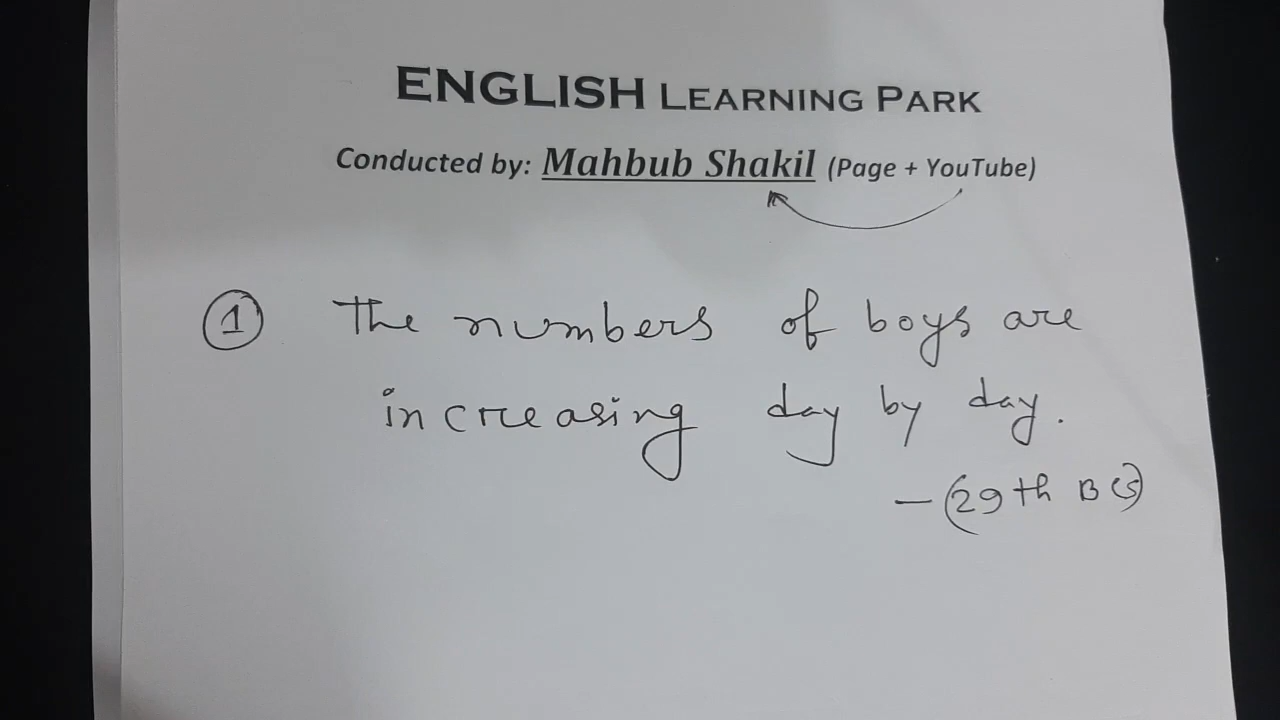 ENGLISH LEARNING PARK
Conducted by: Mahbub Shakil (Page + YouTube)
1 The numbers of boys are
increasing day by day.
- (29th BCS)